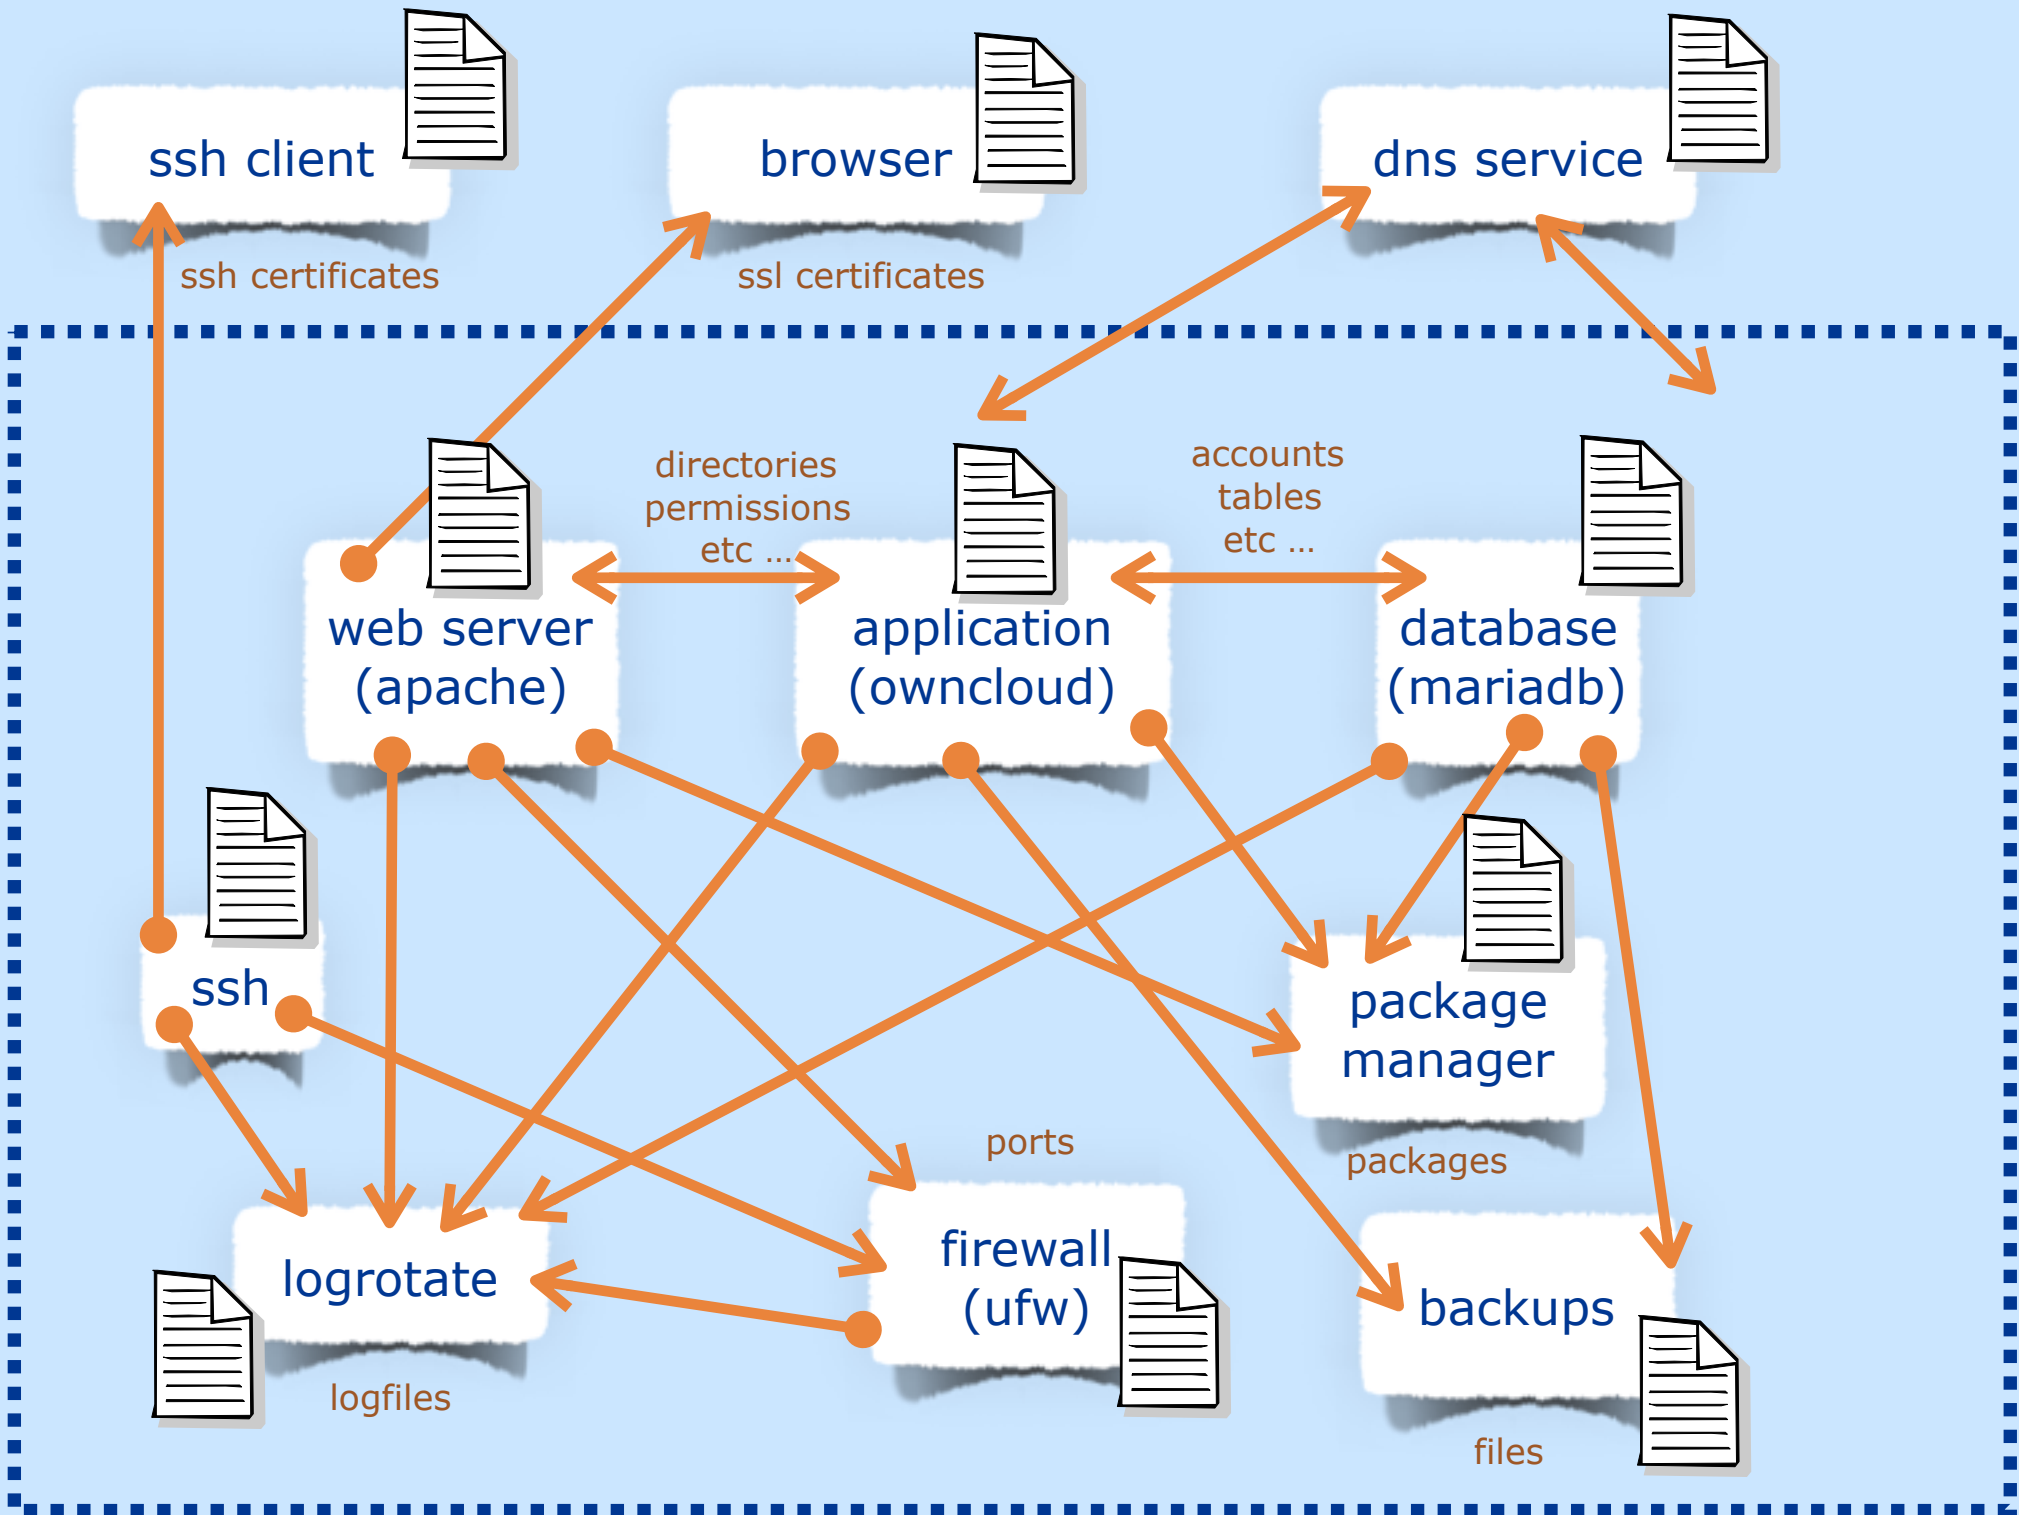 ssh client
browser
dns service
ssh certificates
ssl certificates
directories
permissions
etc ...
accounts
tables
etc ...
web server
(apache)
application
(owncloud)
database
(mariadb)
ssh
package
manager
ports
packages
logrotate
firewall
(ufw)
backups
logfiles
files